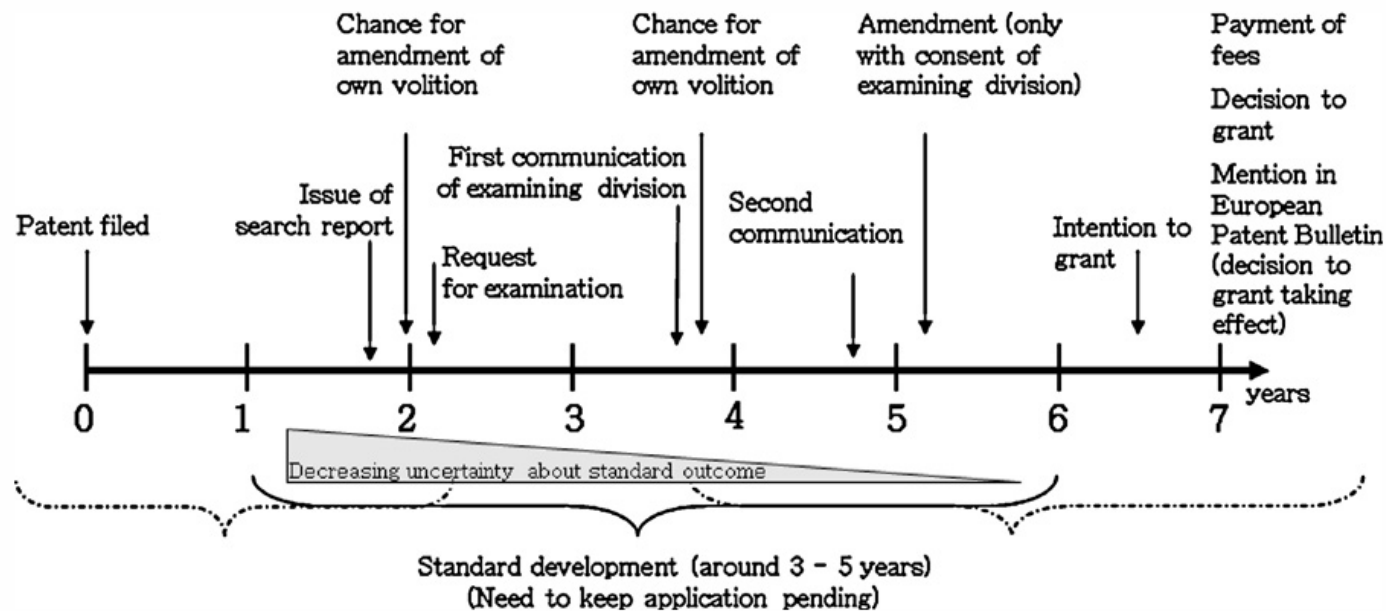 Chance for
amendment of
own volition
Chance for
amendment of
own volition
Amendment (only
with consent of
examining division)
Payment of
fees
Decision to
grant
Mention in
European
Patent Bulletin
(decision to
grant taking
effect)
Patent filed
Issue of
search report
Request
for examination
First communication
of examining division
Second
communication
Intention to
grant
0
1
2
3
4
5
6
7
years
Decreasing uncertainty about standard outcome
Standard development (around 3 - 5 years)
(Need to keep application pending)